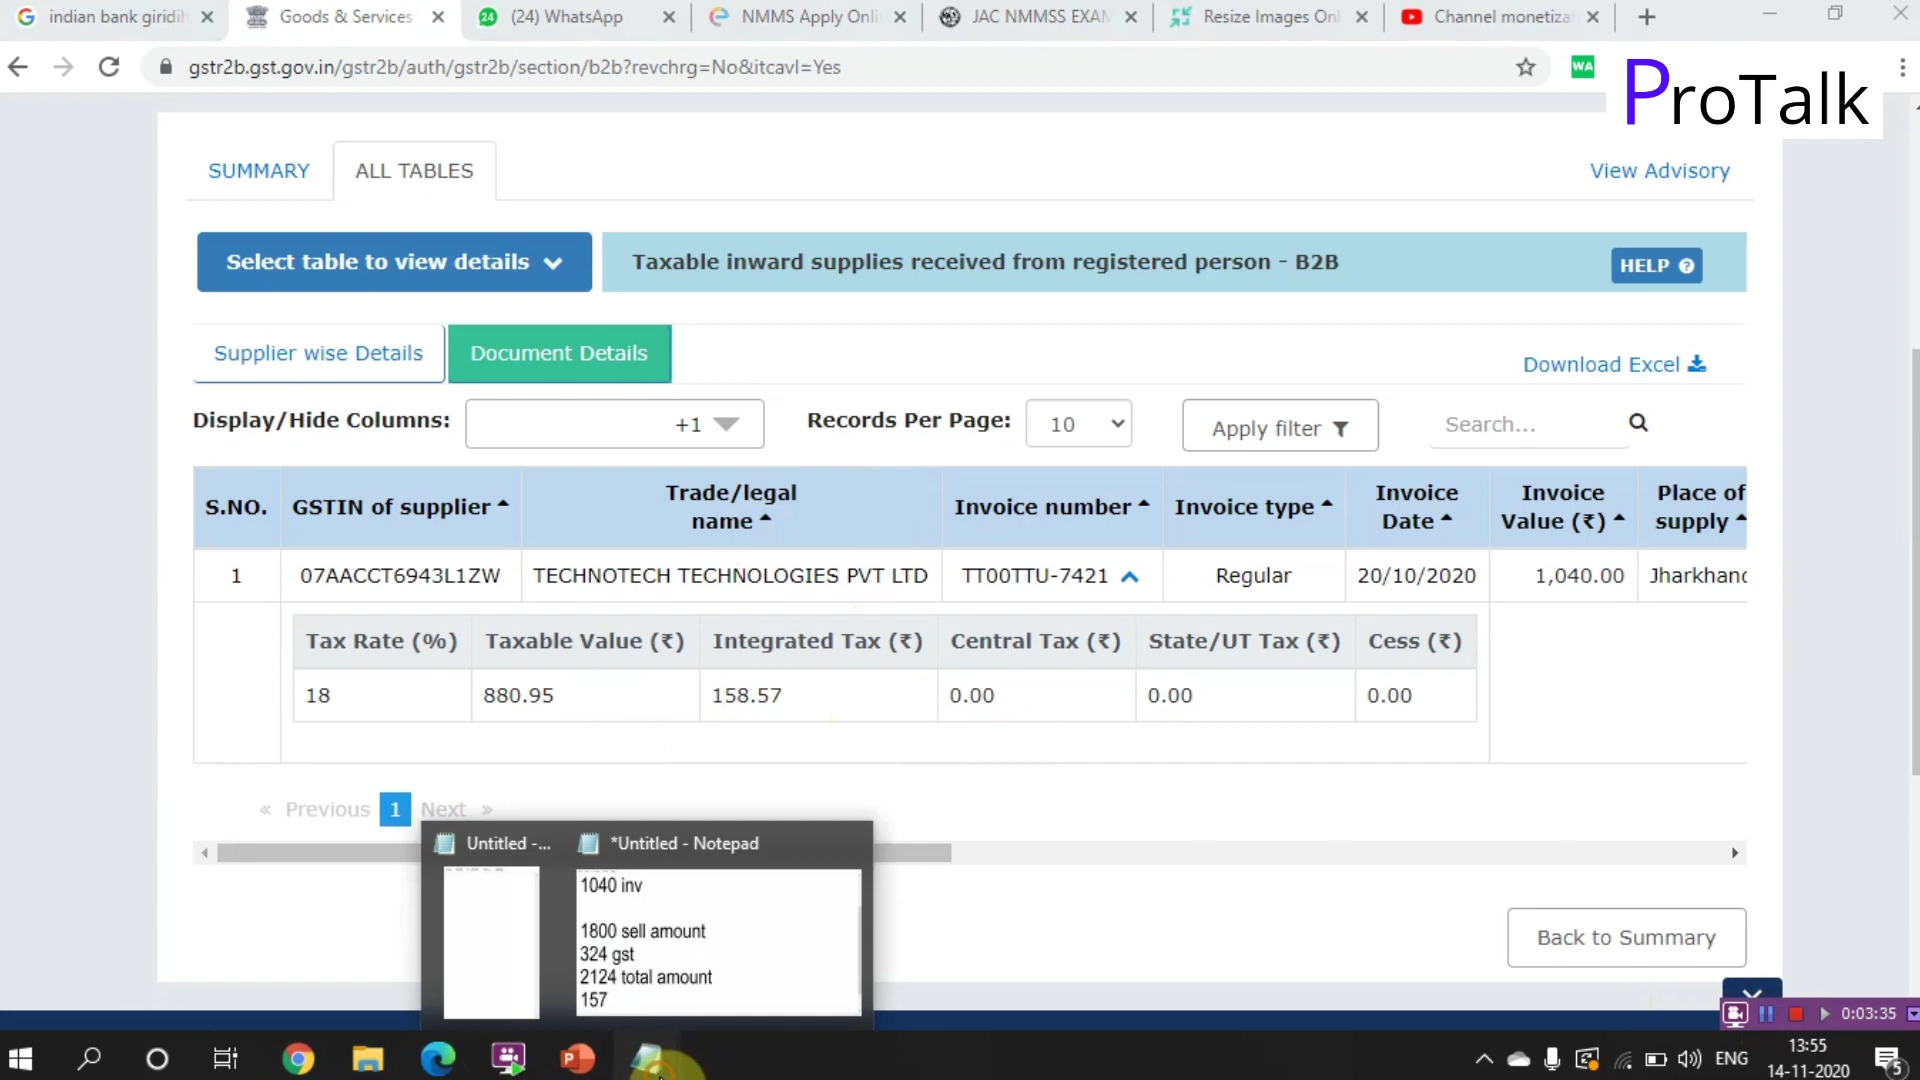 indian bank giridih
Goods & Services
24 (24) WhatsApp
NMMS Apply Onli
JAC NMMSS EXAM
Resize Images Onl
Channel monetiza
gstr2b.gst.gov.in/gstr2b/auth/gstr2b/section/b2b?revchrg=No&itcavl=Yes
WA
ProTalk
SUMMARY
ALL TABLES
View Advisory
Select table to view details
Taxable inward supplies received from registered person - B2B
HELP ?
Supplier wise Details
Document Details
Download Excel
Display/Hide Columns:
+1
Records Per Page:
10
Apply filter
Search...
S.NO.
GSTIN of supplier
Trade/legal
name
Invoice number
Invoice type
Invoice
Date
Invoice
Value (₹)
Place of
supply
1
07AACCT6943L1ZW
TECHNOTECH TECHNOLOGIES PVT LTD
TT00TTU-7421
Regular
20/10/2020
1,040.00
Jharkhand
Tax Rate (%)
Taxable Value (₹)
Integrated Tax (₹)
Central Tax (₹)
State/UT Tax (₹)
Cess (₹)
18
880.95
158.57
0.00
0.00
0.00
« Previous 1 Next »
Untitled -...
*Untitled - Notepad
1040 inv
1800 sell amount
324 gst
2124 total amount
157
Back to Summary
0:03:35
ENG
13:55
14-11-2020
5